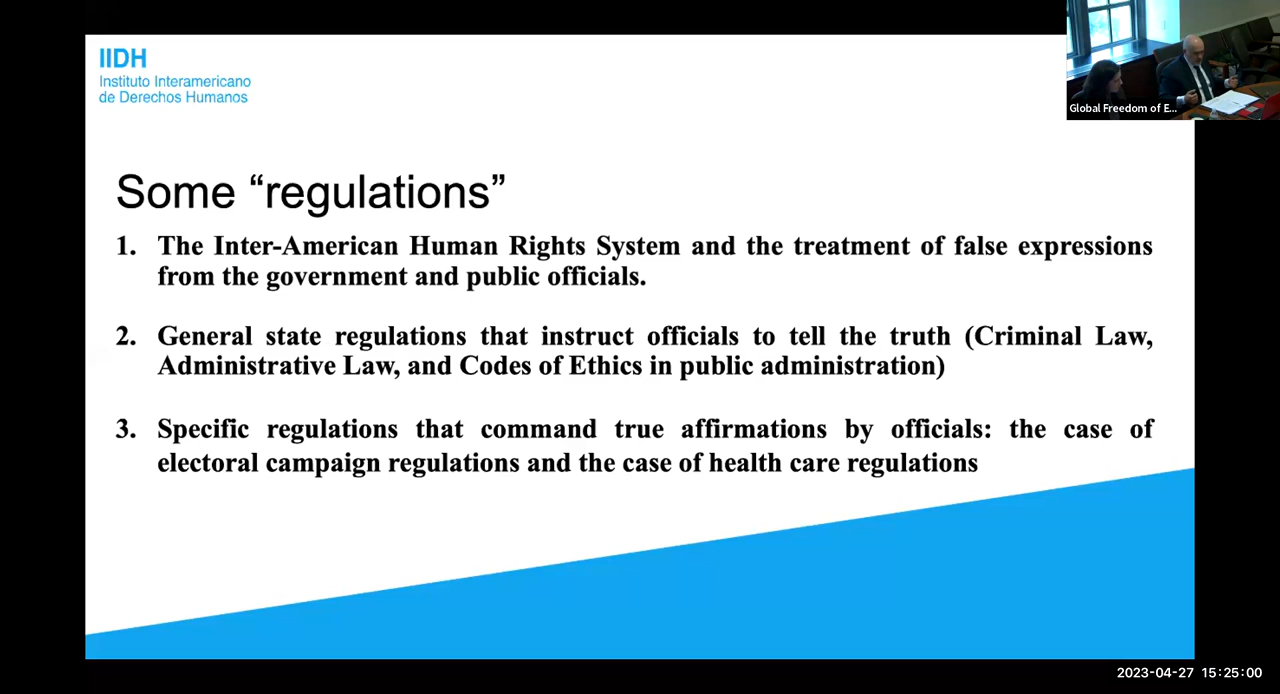 IIDH
Instituto Interamericano
de Derechos Humanos
Global Freedom of E...
Some “regulations”
1. The Inter-American Human Rights System and the treatment of false expressions
from the government and public officials.
2. General state regulations that instruct officials to tell the truth (Criminal Law,
Administrative Law, and Codes of Ethics in public administration)
3. Specific regulations that command true affirmations by officials: the case of
electoral campaign regulations and the case of health care regulations
2023-04-27 15:25:00